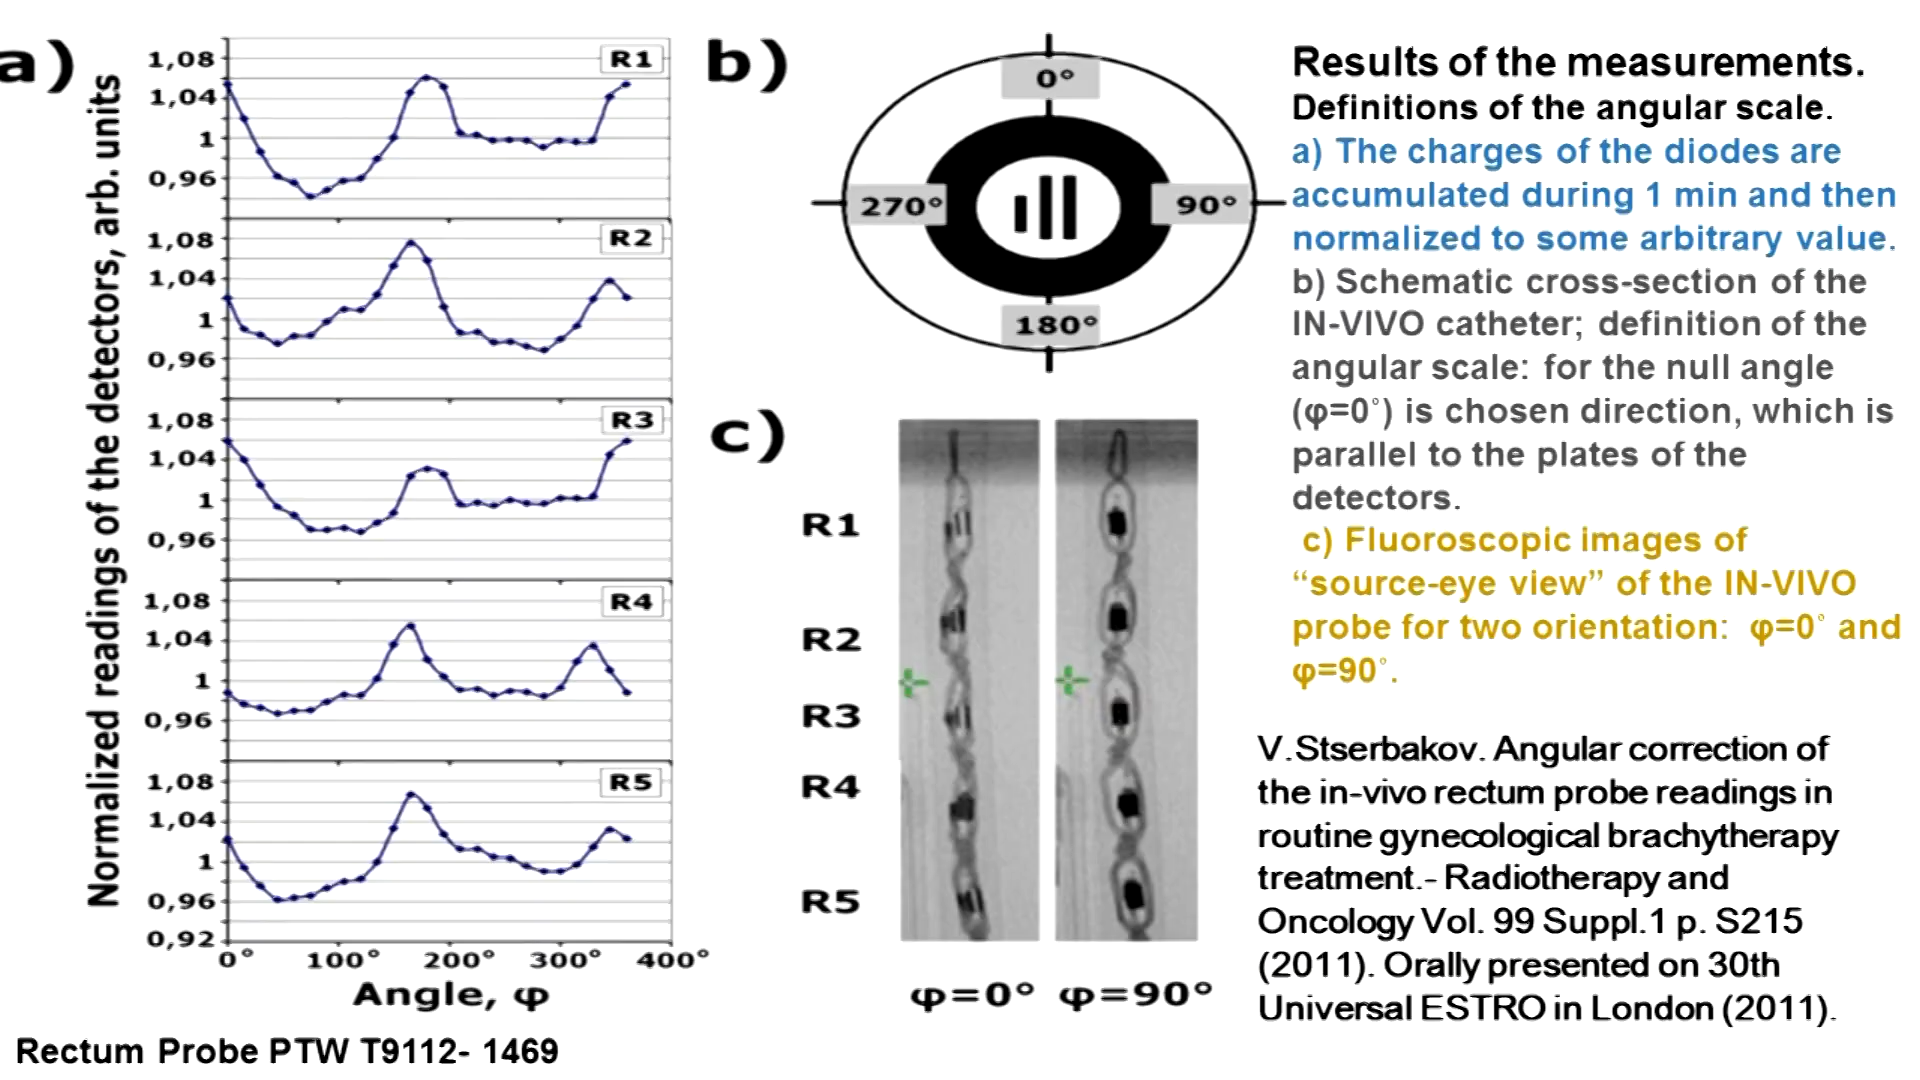 a)
Normalized readings of the detectors, arb. units
1,08
R1
1,04
1
0,96
1,08
R2
1,04
1
0,96
1,08
R3
1,04
1
0,96
1,08
R4
1,04
1
0,96
1,08
R5
1,04
1
0,96
0,92
0° 100° 200° 300° 400°
Angle, φ
Rectum Probe PTW T9112- 1469
b)
0°
270° 90°
180°
c)
R1
R2
R3
R4
R5
φ=0° φ=90°
Results of the measurements.
Definitions of the angular scale.
a) The charges of the diodes are
accumulated during 1 min and then
normalized to some arbitrary value.
b) Schematic cross-section of the
IN-VIVO catheter; definition of the
angular scale: for the null angle
(φ=0°) is chosen direction, which is
parallel to the plates of the
detectors.
c) Fluoroscopic images of
“source-eye view” of the IN-VIVO
probe for two orientation: φ=0° and
φ=90°.
V.Stserbakov. Angular correction of
the in-vivo rectum probe readings in
routine gynecological brachytherapy
treatment.- Radiotherapy and
Oncology Vol. 99 Suppl.1 p. S215
(2011). Orally presented on 30th
Universal ESTRO in London (2011).